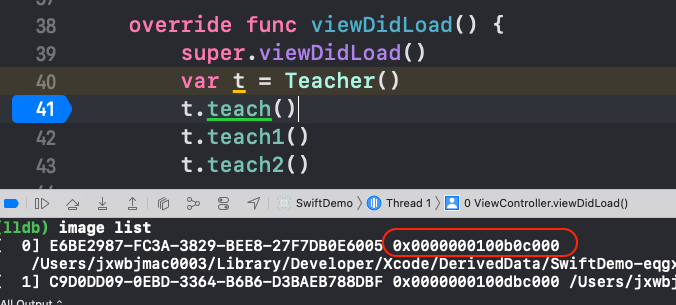 38 override func viewDidLoad() {
39 super.viewDidLoad()
40 var t = Teacher()
41 t.teach()
42 t.teach1()
43 t.teach2()
SwiftDemo Thread 1 0 ViewController.viewDidLoad()
(lldb) image list
[ 0] E6BE2987-FC3A-3829-BEE8-27F7DB0E6005 0x0000000100b0c000
/Users/jxwbjmac0003/Library/Developer/Xcode/DerivedData/SwiftDemo-eqgx
[ 1] C9D0DD09-0EBD-3364-B6B6-D3BAEB788DBF 0x0000000100dbc000 /Users/jxwbj
All Output